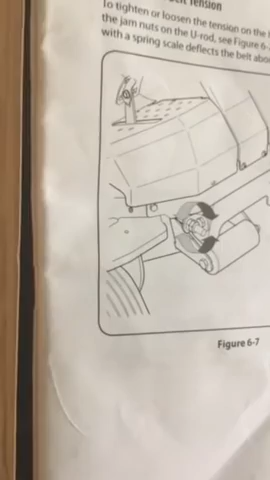 Tension
To tighten or loosen the tension on the
the jam nuts on the U-rod, see Figure 6-
with a spring scale deflects the belt abo
Figure 6-7